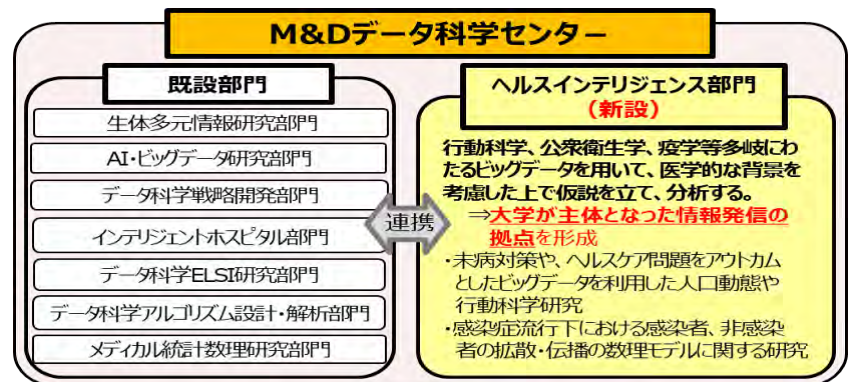 M&Dデータ科学センター
既設部門
生体多元情報研究部門
AI・ビッグデータ研究部門
データ科学戦略開発部門
インテリジェントホスピタル部門
データ科学ELSI研究部門
データ科学アルゴリズム設計・解析部門
メディカル統計数理研究部門
連携
ヘルスインテリジェンス部門
(新設)
行動科学、公衆衛生学、疫学等多岐にわ
たるビッグデータを用いて、医学的な背景を
考慮した上で仮説を立て、分析する。
⇒大学が主体となった情報発信の
拠点を形成
・未病対策や、ヘルスケア問題をアウトカム
としたビッグデータを利用した人口動態や
行動科学研究
・感染症流行下における感染者、非感染
者の拡散・伝播の数理モデルに関する研究